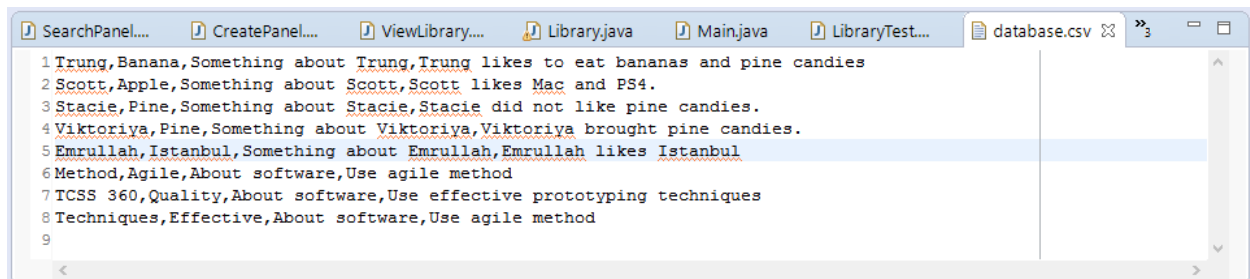 SearchPanel.... CreatePanel.... ViewLibrary.... Library.java Main.java LibraryTest.... database.csv »3
1 Trung,Banana,Something about Trung,Trung likes to eat bananas and pine candies
2 Scott,Apple,Something about Scott,Scott likes Mac and PS4.
3 Stacie,Pine,Something about Stacie,Stacie did not like pine candies.
4 Viktoriya,Pine,Something about Viktoriya,Viktoriya brought pine candies.
5 Emrullah,Istanbul,Something about Emrullah,Emrullah likes Istanbul
6 Method,Agile,About software,Use agile method
7 TCSS 360,Quality,About software,Use effective prototyping techniques
8 Techniques,Effective,About software,Use agile method
9